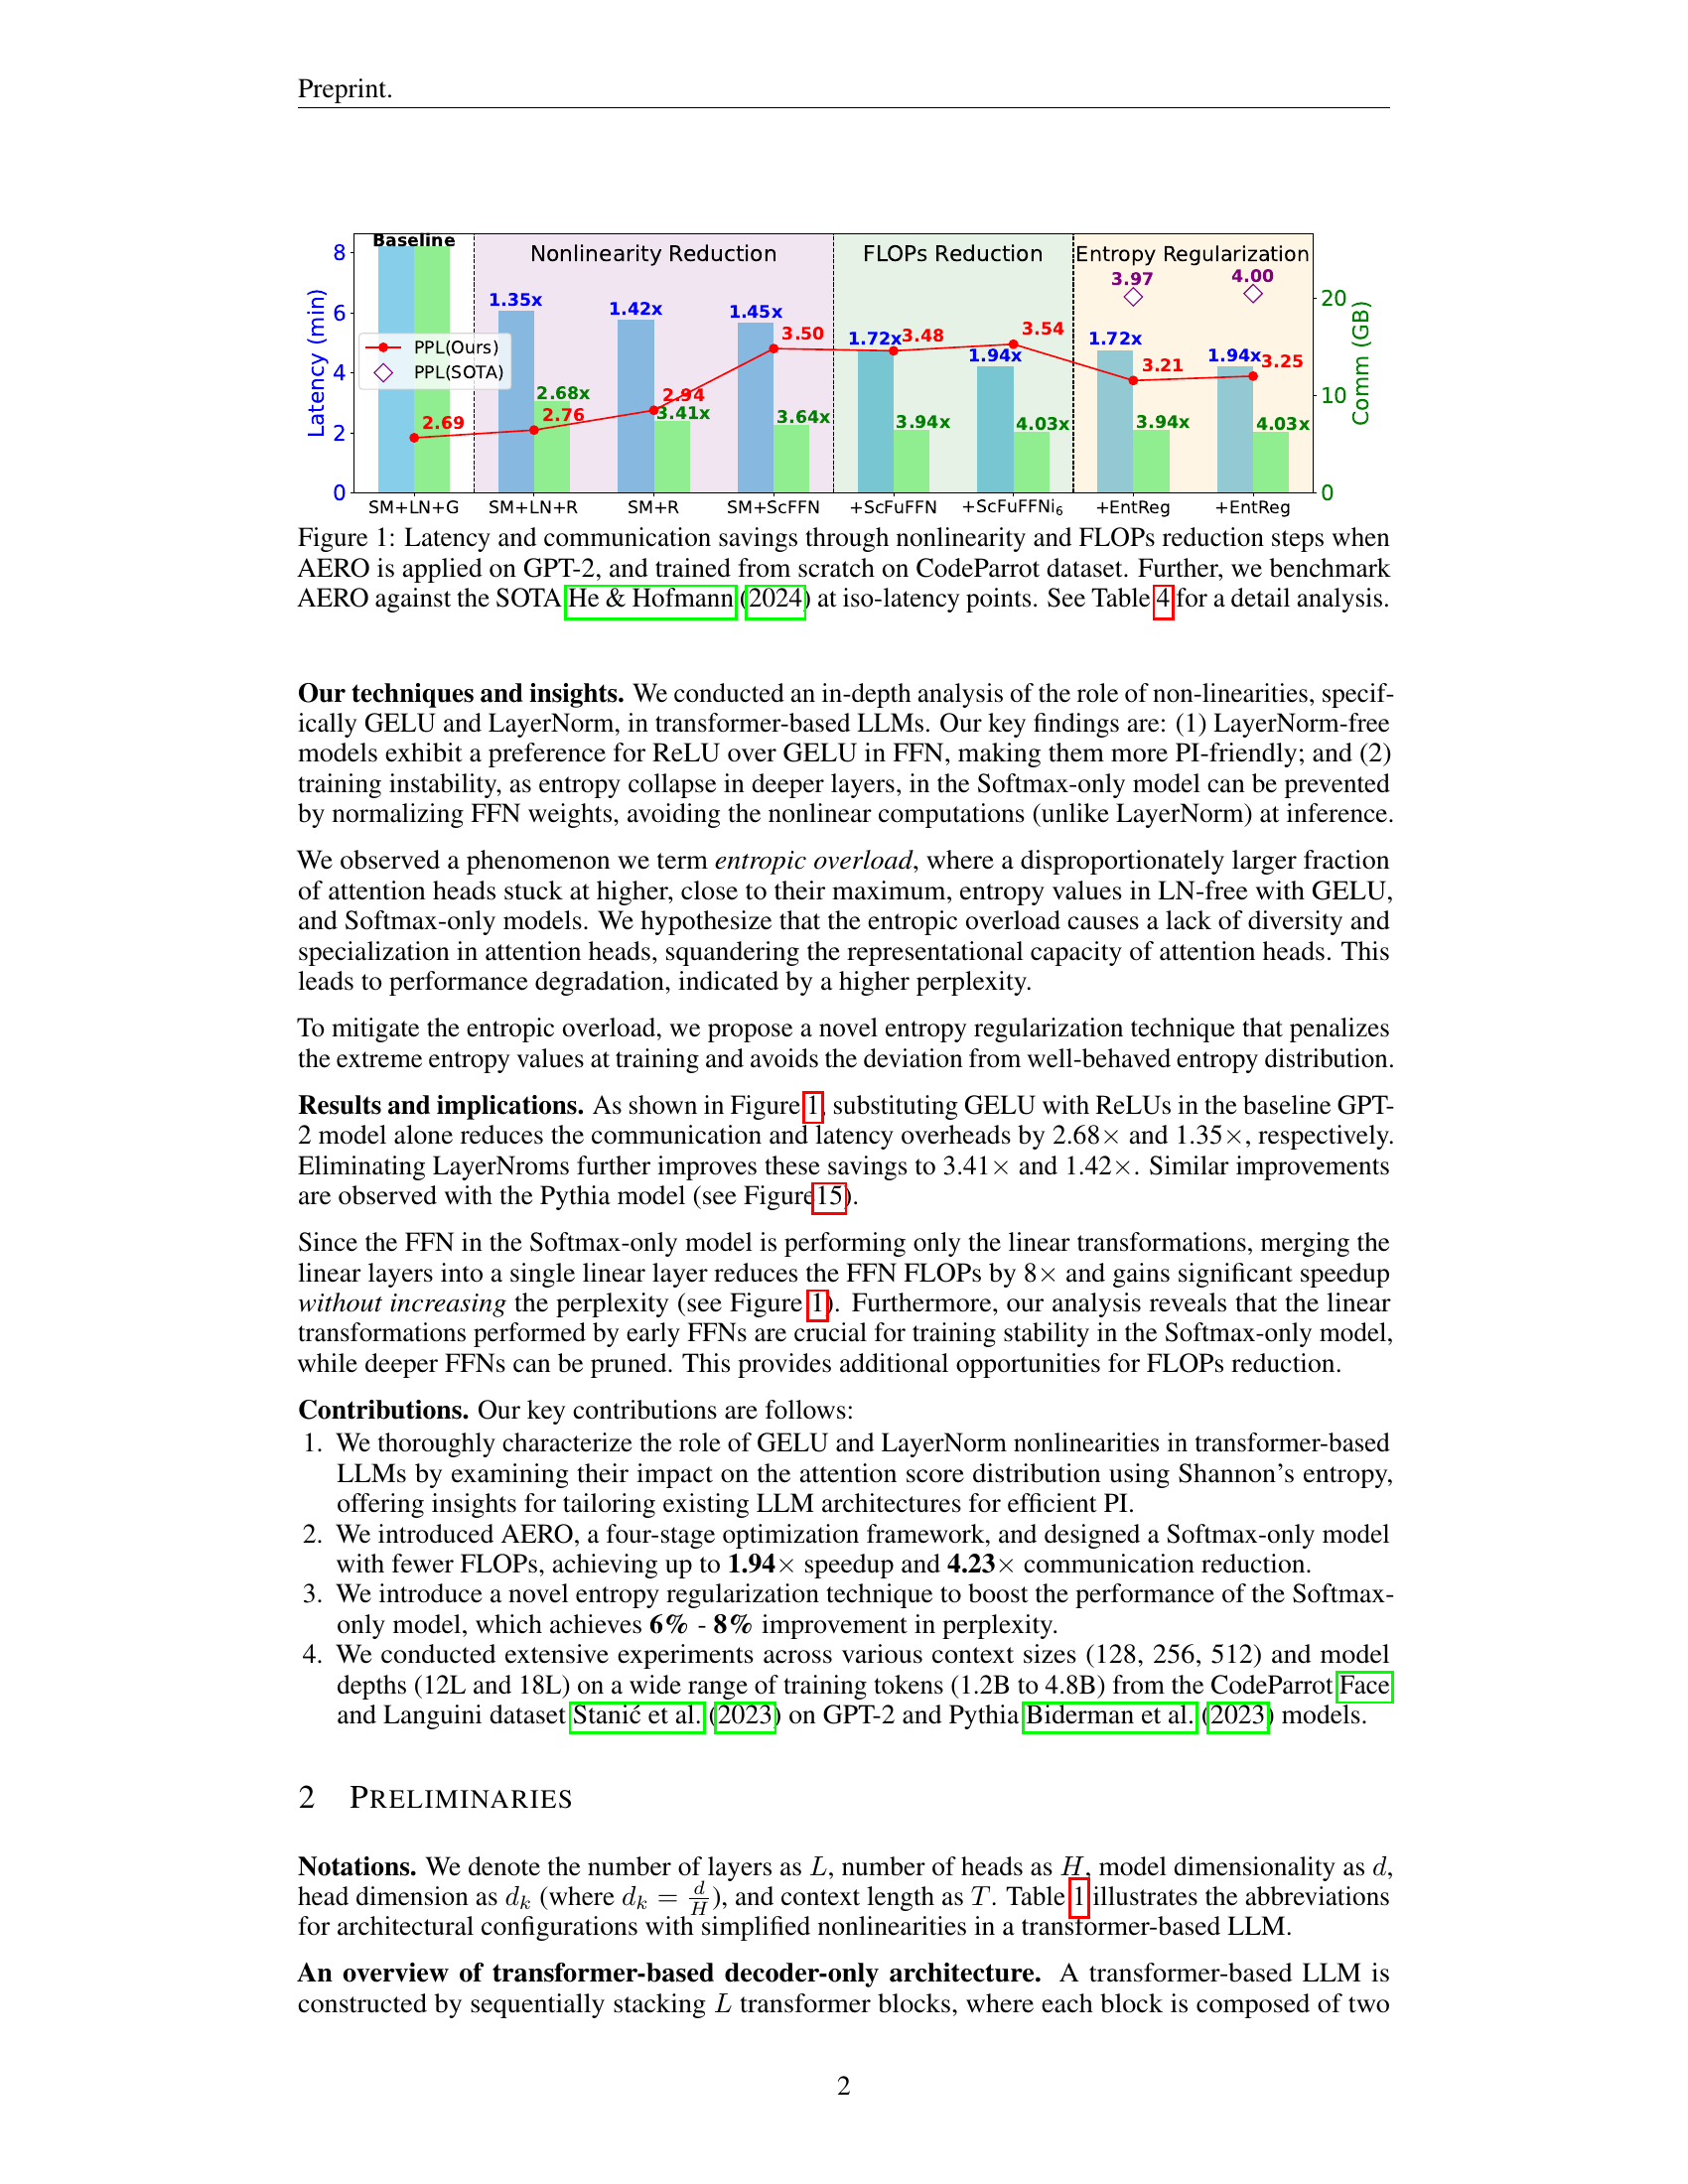 Preprint.
Baseline
Nonlinearity Reduction
FLOPs Reduction
Entropy Regularization
Latency (min)
8
6
4
2
0
Comm (GB)
20
10
0
PPL(Ours)
PPL(SOTA)
2.69
1.35x
2.68x
2.76
1.42x
2.94
3.41x
1.45x
3.50
3.64x
1.72x
3.48
3.94x
1.94x
3.54
4.03x
3.97
1.72x
3.21
3.94x
4.00
1.94x
3.25
4.03x
SM+LN+G SM+LN+R SM+R SM+ScFFN +ScFuFFN +ScFuFFNi₆ +EntReg +EntReg
Figure 1: Latency and communication savings through nonlinearity and FLOPs reduction steps when
AERO is applied on GPT-2, and trained from scratch on CodeParrot dataset. Further, we benchmark
AERO against the SOTA He & Hofmann (2024) at iso-latency points. See Table 4 for a detail analysis.
Our techniques and insights. We conducted an in-depth analysis of the role of non-linearities, specif-
ically GELU and LayerNorm, in transformer-based LLMs. Our key findings are: (1) LayerNorm-free
models exhibit a preference for ReLU over GELU in FFN, making them more PI-friendly; and (2)
training instability, as entropy collapse in deeper layers, in the Softmax-only model can be prevented
by normalizing FFN weights, avoiding the nonlinear computations (unlike LayerNorm) at inference.
We observed a phenomenon we term entropic overload, where a disproportionately larger fraction
of attention heads stuck at higher, close to their maximum, entropy values in LN-free with GELU,
and Softmax-only models. We hypothesize that the entropic overload causes a lack of diversity and
specialization in attention heads, squandering the representational capacity of attention heads. This
leads to performance degradation, indicated by a higher perplexity.
To mitigate the entropic overload, we propose a novel entropy regularization technique that penalizes
the extreme entropy values at training and avoids the deviation from well-behaved entropy distribution.
Results and implications. As shown in Figure 1, substituting GELU with ReLUs in the baseline GPT-
2 model alone reduces the communication and latency overheads by 2.68× and 1.35×, respectively.
Eliminating LayerNroms further improves these savings to 3.41× and 1.42×. Similar improvements
are observed with the Pythia model (see Figure15).
Since the FFN in the Softmax-only model is performing only the linear transformations, merging the
linear layers into a single linear layer reduces the FFN FLOPs by 8× and gains significant speedup
without increasing the perplexity (see Figure 1). Furthermore, our analysis reveals that the linear
transformations performed by early FFNs are crucial for training stability in the Softmax-only model,
while deeper FFNs can be pruned. This provides additional opportunities for FLOPs reduction.
Contributions. Our key contributions are follows:
1. We thoroughly characterize the role of GELU and LayerNorm nonlinearities in transformer-based
LLMs by examining their impact on the attention score distribution using Shannon's entropy,
offering insights for tailoring existing LLM architectures for efficient PI.
2. We introduced AERO, a four-stage optimization framework, and designed a Softmax-only model
with fewer FLOPs, achieving up to 1.94× speedup and 4.23× communication reduction.
3. We introduce a novel entropy regularization technique to boost the performance of the Softmax-
only model, which achieves 6% - 8% improvement in perplexity.
4. We conducted extensive experiments across various context sizes (128, 256, 512) and model
depths (12L and 18L) on a wide range of training tokens (1.2B to 4.8B) from the CodeParrot Face
and Languini dataset Stanić et al. (2023) on GPT-2 and Pythia Biderman et al. (2023) models.
2 PRELIMINARIES
Notations. We denote the number of layers as L, number of heads as H, model dimensionality as d,
head dimension as dₖ (where dₖ = d/H), and context length as T. Table 1 illustrates the abbreviations
for architectural configurations with simplified nonlinearities in a transformer-based LLM.
An overview of transformer-based decoder-only architecture. A transformer-based LLM is
constructed by sequentially stacking L transformer blocks, where each block is composed of two
2